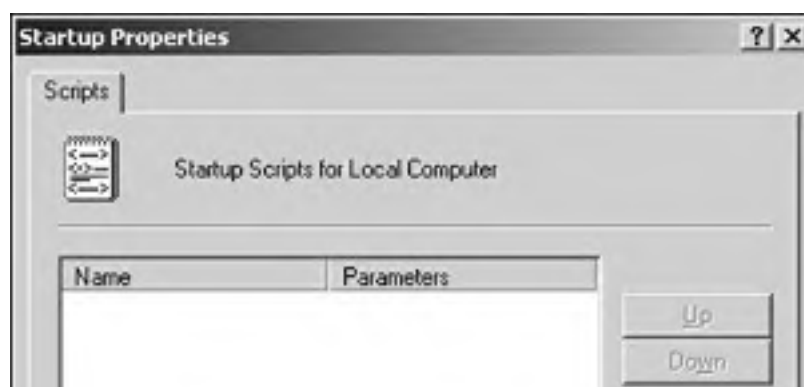 Startup Properties
Scripts
Startup Scripts for Local Computer
Name Parameters
Up
Down